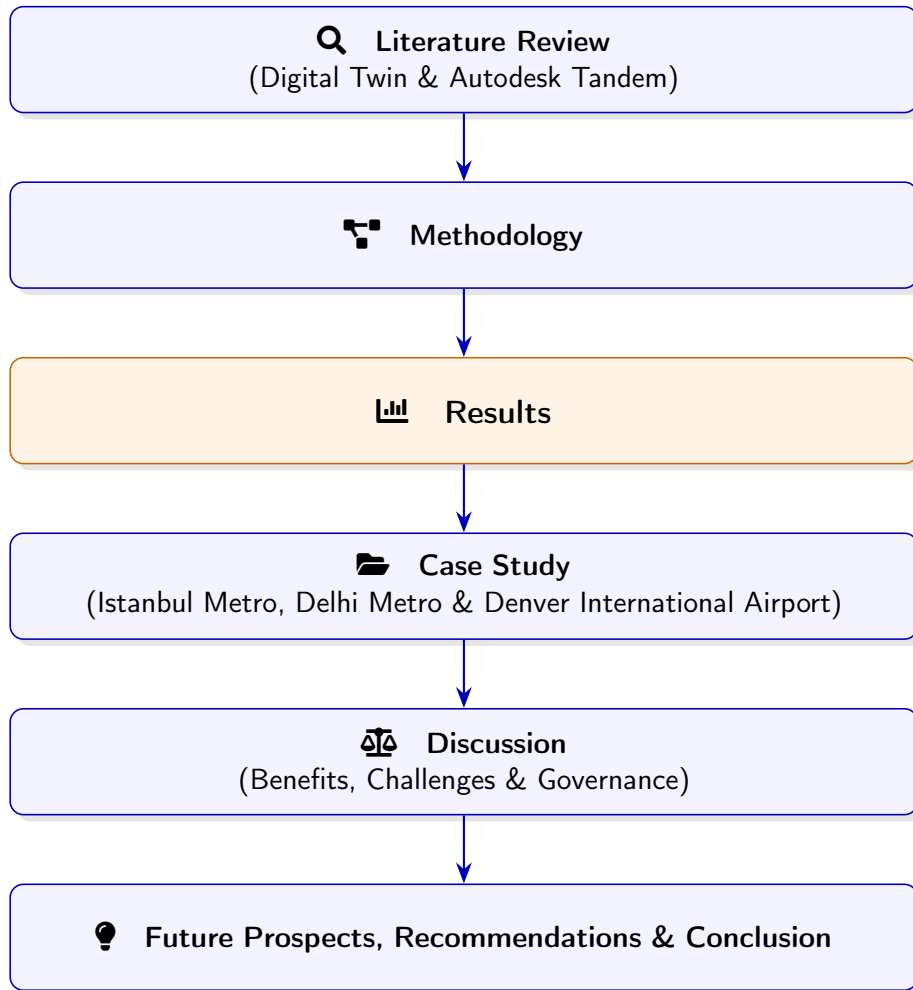 Literature Review
(Digital Twin & Autodesk Tandem)
Methodology
Results
Case Study
(Istanbul Metro, Delhi Metro & Denver International Airport)
Discussion
(Benefits, Challenges & Governance)
Future Prospects, Recommendations & Conclusion